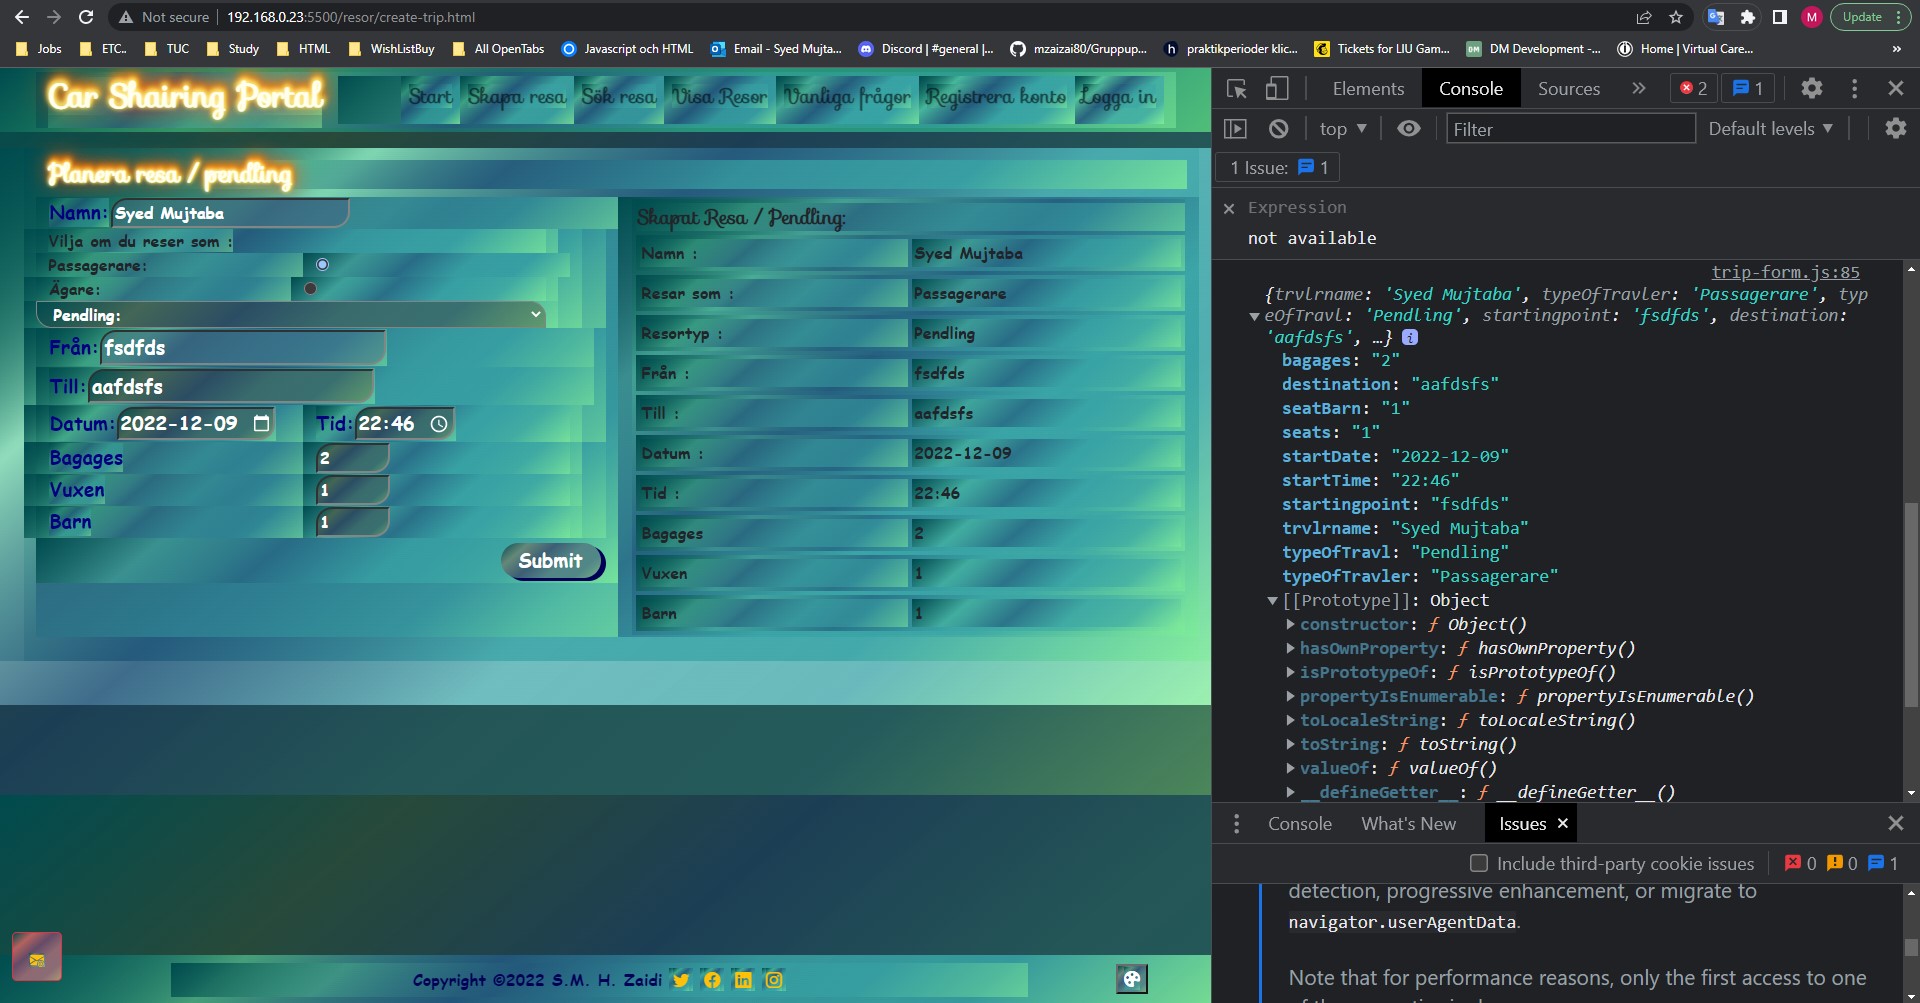 Not secure 192.168.0.23:5500/resor/create-trip.html
M Update
Jobs ETC.. TUC Study HTML WishListBuy All OpenTabs Javascript och HTML Email - Syed Mujta... Discord | #general |... mzaizai80/Gruppup... praktikperioder klic... Tickets for LIU Gam... DM Development -... Home | Virtual Care... »
Car Shairing Portal
Start Skapa resa Sök resa Visa Resor Vanliga frågor Registrera konto Logga in
Planera resa / pendling
Namn: Syed Mujtaba
Vilja om du reser som :
Passagerare:
Ägare:
Pendling:
Från: fsdfds
Till: aafdsfs
Datum: 2022-12-09 Tid: 22:46
Bagages 2
Vuxen 1
Barn 1
Submit
Skapat Resa / Pendling:
Namn : Syed Mujtaba
Resar som : Passagerare
Resortyp : Pendling
Från : fsdfds
Till : aafdsfs
Datum : 2022-12-09
Tid : 22:46
Bagages 2
Vuxen 1
Barn 1
Copyright ©2022 S.M. H. Zaidi
Elements Console Sources » 2 1
top Filter Default levels
1 Issue: 1
Expression
not available
trip-form.js:85
{trvlrname: 'Syed Mujtaba', typeOfTravler: 'Passagerare', typ
eOfTravl: 'Pendling', startingpoint: 'fsdfds', destination:
'aafdsfs', …} i
bagages: "2"
destination: "aafdsfs"
seatBarn: "1"
seats: "1"
startDate: "2022-12-09"
startTime: "22:46"
startingpoint: "fsdfds"
trvlrname: "Syed Mujtaba"
typeOfTravl: "Pendling"
typeOfTravler: "Passagerare"
[[Prototype]]: Object
constructor: ƒ Object()
hasOwnProperty: ƒ hasOwnProperty()
isPrototypeOf: ƒ isPrototypeOf()
propertyIsEnumerable: ƒ propertyIsEnumerable()
toLocaleString: ƒ toLocaleString()
toString: ƒ toString()
valueOf: ƒ valueOf()
__defineGetter__: ƒ __defineGetter__()
Console What's New Issues
Include third-party cookie issues 0 0 1
detection, progressive enhancement, or migrate to
navigator.userAgentData.
Note that for performance reasons, only the first access to one